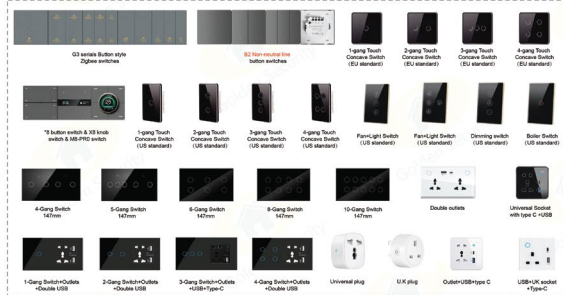 G3 serials Button style
Zigbee switches
B2 Non-neutral line
button switches
1-gang Touch
Concave Switch
(EU standard)
2-gang Touch
Concave Switch
(EU standard)
3-gang Touch
Concave Switch
(EU standard)
4-gang Touch
Concave Switch
(EU standard)
*8 button switch & X8 knob
switch & M8-PRO switch
1-gang Touch
Concave Switch
(US standard)
2-gang Touch
Concave Switch
(US standard)
3-gang Touch
Concave Switch
(US standard)
4-gang Touch
Concave Switch
(US standard)
Fan+Light Switch
(US standard)
Fan+Light Switch
(US standard)
Dimming switch
(US standard)
Boiler Switch
(US standard)
4-Gang Switch
147mm
5-Gang Switch
147mm
6-Gang Switch
147mm
8-Gang Switch
147mm
10-Gang Switch
147mm
Double outlets
Universal Socket
with type C +USB
1-Gang Switch+Outlets
+Double USB
2-Gang Switch+Outlets
+Double USB
3-Gang Switch+Outlets
+USB+Type-C
4-Gang Switch+Outlets
+Double USB
Universal plug
U.K plug
Outlet+USB+type C
USB+UK socket
+Type-C